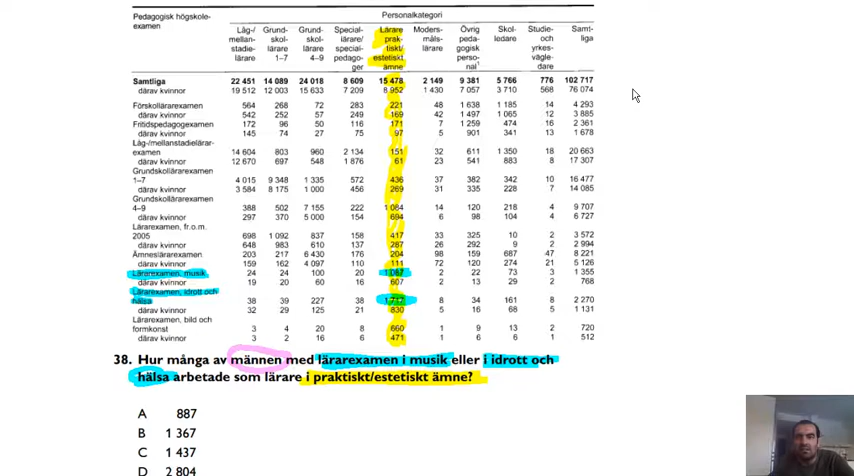 Pedagogisk högskole- Personalkategori
examen Låg-/ Grund- Grund- Special- Lärare Moders- Övrig Skol- Studie- Samt-
mellan- skol- skol- lärare/ prak- måls- peda- ledare och liga
stadie- lärare lärare special- tiskt/ lärare gogisk yrkes-
lärare 1–7 4–9 pedago- estetiskt perso- vägle-
ger ämne nal¹ dare
Samtliga 22 451 14 089 24 018 8 609 15 478 2 149 9 381 5 766 776 102 717
därav kvinnor 19 512 12 003 15 633 7 209 8 952 1 430 7 057 3 710 568 76 074
Förskollärarexamen 564 268 72 283 221 48 1 638 1 185 14 4 293
därav kvinnor 542 252 57 249 169 42 1 497 1 065 12 3 885
Fritidspedagogexamen 172 96 50 116 171 7 1 259 474 16 2 361
därav kvinnor 145 74 27 75 97 5 901 341 13 1 678
Låg-/mellanstadielärar-
examen 14 604 803 960 2 134 151 32 611 1 350 18 20 663
därav kvinnor 12 670 697 548 1 876 61 23 541 883 8 17 307
Grundskollärarexamen
1–7 4 015 9 348 1 335 572 436 37 382 342 10 16 477
därav kvinnor 3 584 8 175 1 000 456 269 31 335 228 7 14 085
Grundskollärarexamen
4–9 388 502 7 155 222 1 084 14 120 218 4 9 707
därav kvinnor 297 370 5 000 154 694 6 98 104 4 6 727
Lärarexamen, fr.o.m.
2005 698 1 092 837 158 417 33 325 10 2 3 572
därav kvinnor 648 983 610 137 287 26 292 9 2 2 994
Ämneslärarexamen 203 217 6 430 176 204 98 159 687 47 8 221
därav kvinnor 159 162 4 097 110 111 72 120 274 21 5 126
Lärarexamen, musik 24 24 100 20 1 087 2 22 73 3 1 355
därav kvinnor 19 20 60 16 607 2 13 29 2 768
Lärarexamen, idrott och
hälsa 38 39 227 38 1 717 8 34 161 8 2 270
därav kvinnor 32 29 125 21 830 5 16 68 5 1 131
Lärarexamen, bild och
formkonst 3 4 20 8 660 1 9 13 2 720
därav kvinnor 3 2 16 6 471 1 6 6 1 512
38. Hur många av männen med lärarexamen i musik eller i idrott och
hälsa arbetade som lärare i praktiskt/estetiskt ämne?
A 887
B 1 367
C 1 437
D 2 804